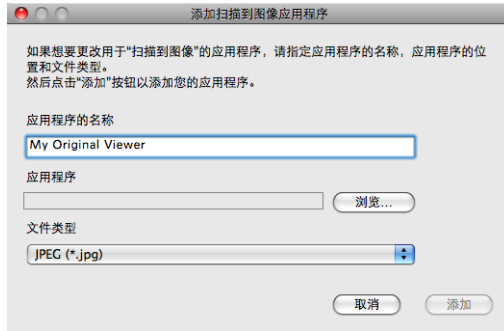 添加扫描到图像应用程序
如果想要更改用于“扫描到图像”的应用程序，请指定应用程序的名称，应用程序的位
置和文件类型。
然后点击“添加”按钮以添加您的应用程序。
应用程序的名称
My Original Viewer
应用程序
浏览...
文件类型
JPEG (*.jpg)
取消
添加